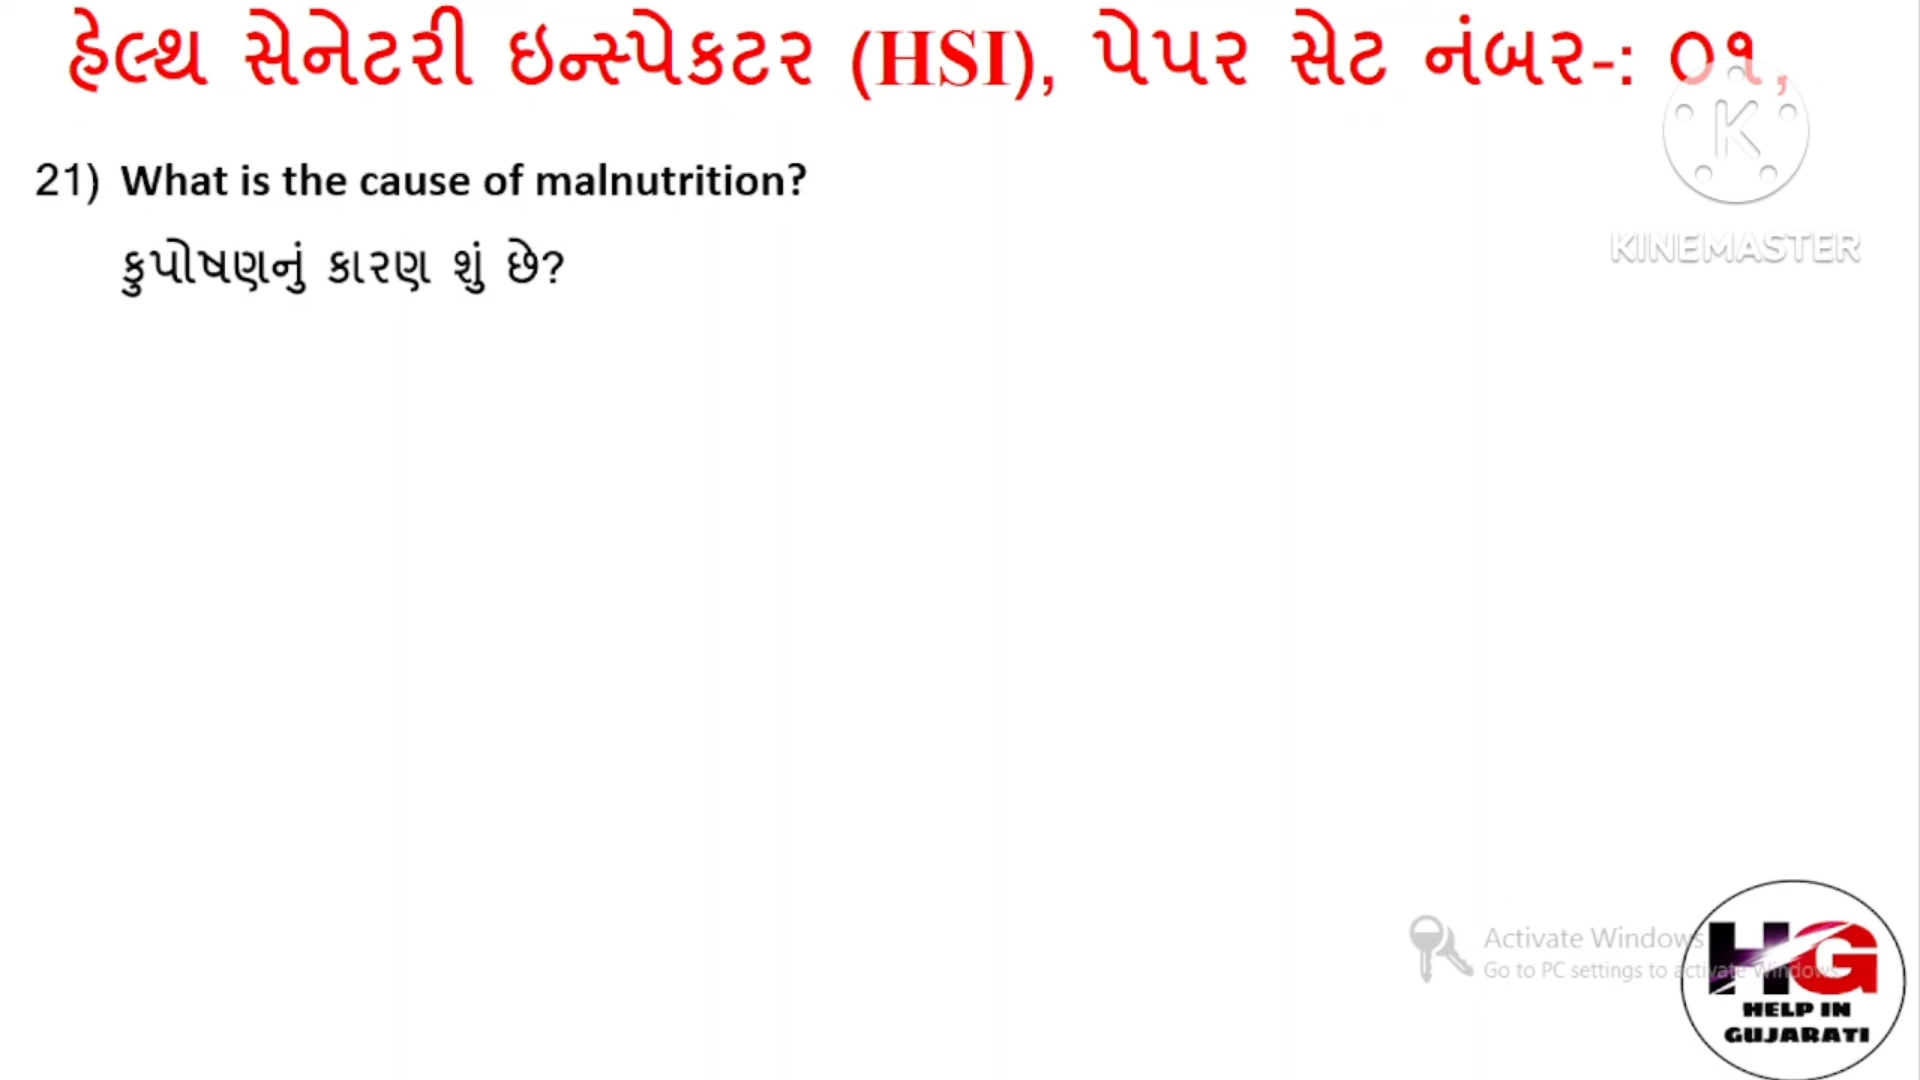 હેલ્થ સેનેટરી ઇન્સ્પેકટર (HSI), પેપર સેટ નંબર-: ૦૧,
21) What is the cause of malnutrition?
કુપોષણનું કારણ શું છે?
K
KINEMASTER
Activate Windows
Go to PC settings to activate Windows.
HG
HELP IN
GUJARATI